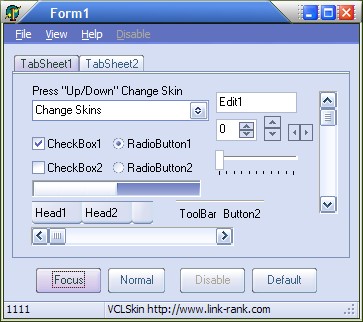 Form1
File View Help Disable
TabSheet1 TabSheet2
Press "Up/Down" Change Skin
Change Skins
Edit1
0
CheckBox1 RadioButton1
CheckBox2 RadioButton2
Head1 Head2 ToolBar Button2
Focus Normal Disable Default
1111 VCLSkin http://www.link-rank.com